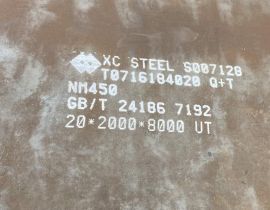 XC STEEL S007128
T0716184020 Q+T
NM450
GB/T 24186 7192
20*2000*8000 UT